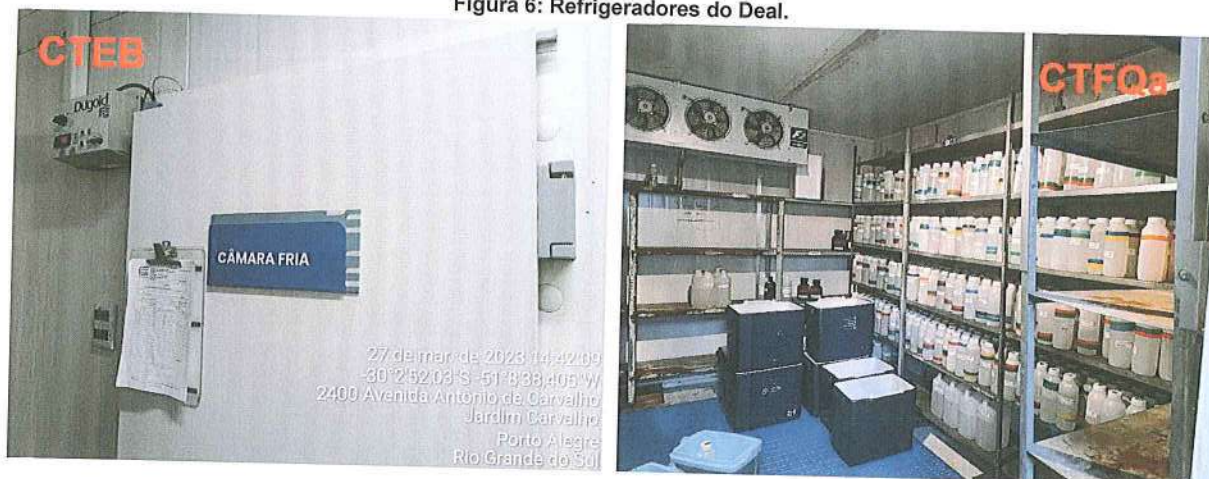 Figura 6: Refrigeradores do Deal.
CTEB
Dugold
CÂMARA FRIA
27 de mar. de 2023 14:42:09
-30°2'52,03"S -51°8'38,405"W
2400 Avenida Antônio de Carvalho
Jardim Carvalho
Porto Alegre
Rio Grande do Sul
CTFQa